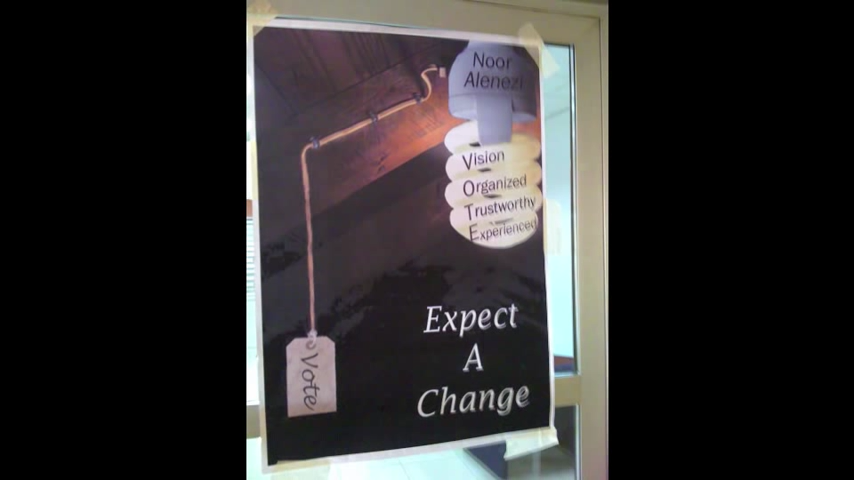 Noor
Alenezi
Vision
Organized
Trustworthy
Experienced
Expect
A
Change
Vote